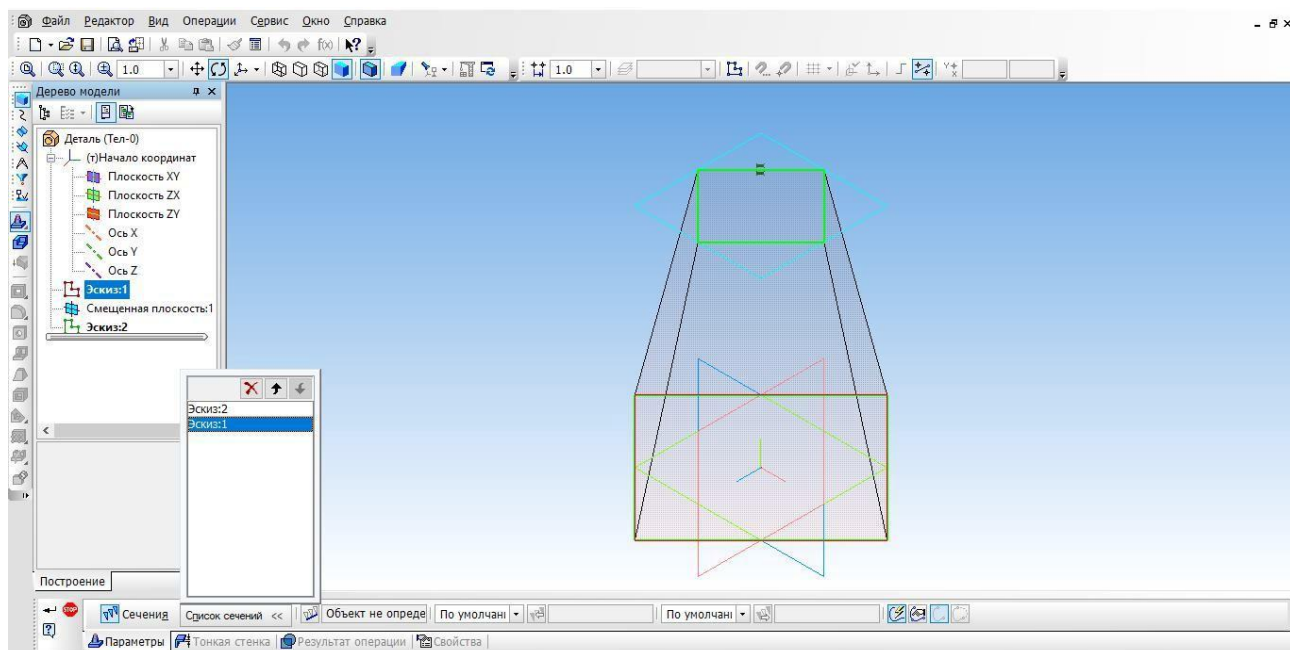 Файл Редактор Вид Операции Сервис Окно Справка
1.0 1.0
Дерево модели
Деталь (Тел-0)
(т)Начало координат
Плоскость XY
Плоскость ZX
Плоскость ZY
Ось X
Ось Y
Ось Z
Эскиз:1
Смещенная плоскость:1
Эскиз:2
Эскиз:2
Эскиз:1
Построение
Сечения Список сечений << Объект не опреде По умолчані По умолчані
Параметры Тонкая стенка Результат операции Свойства